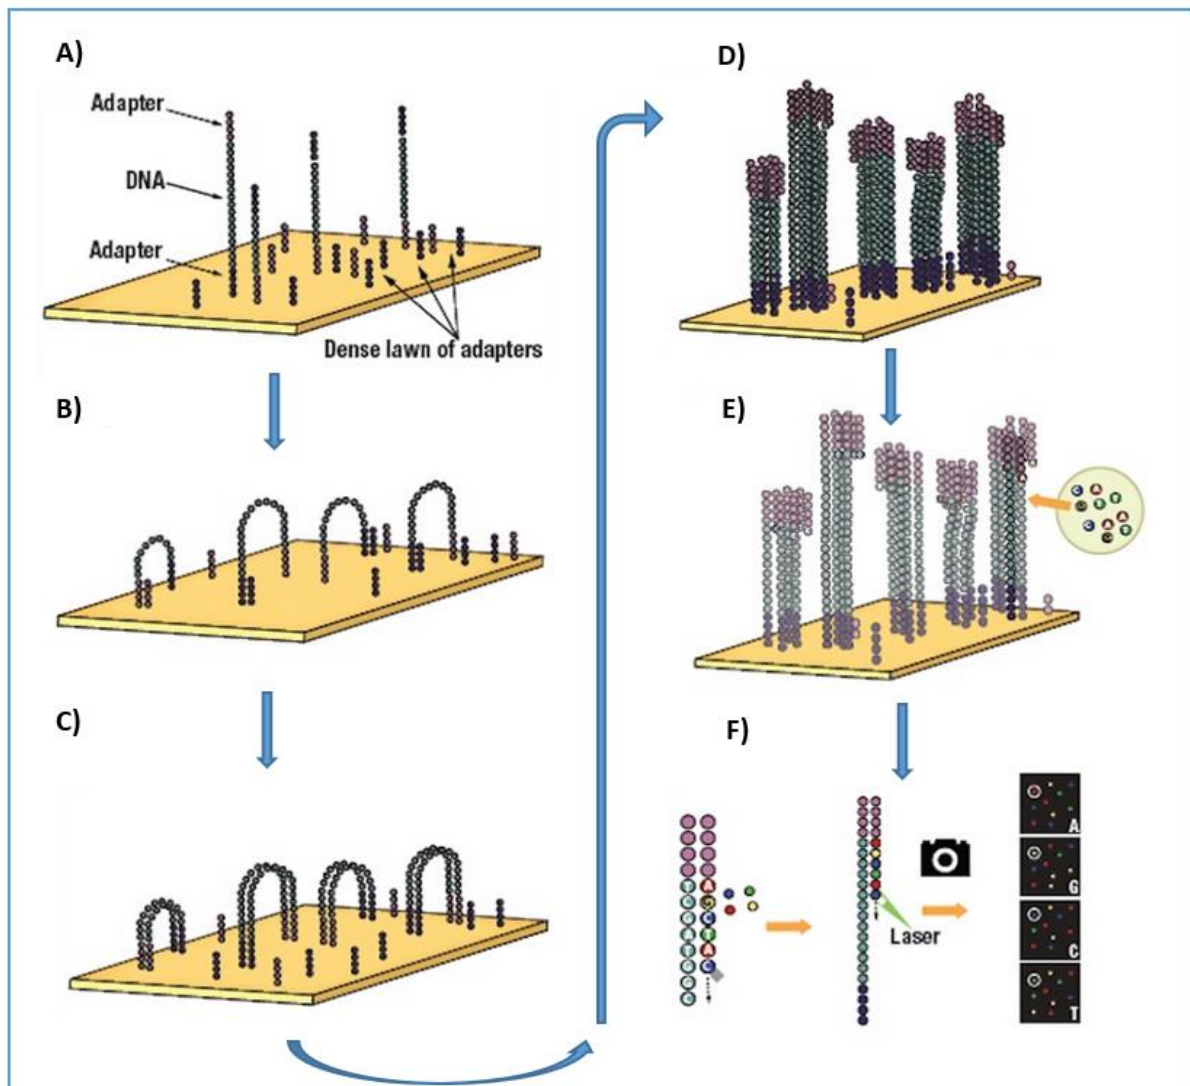 A)
Adapter
DNA
Adapter
Dense lawn of adapters
B)
C)
D)
E)
C A
G T T
C A A T
G
F)
T A
C G
G C
A T
T A
G C
C
C
Laser
A
G
C
T